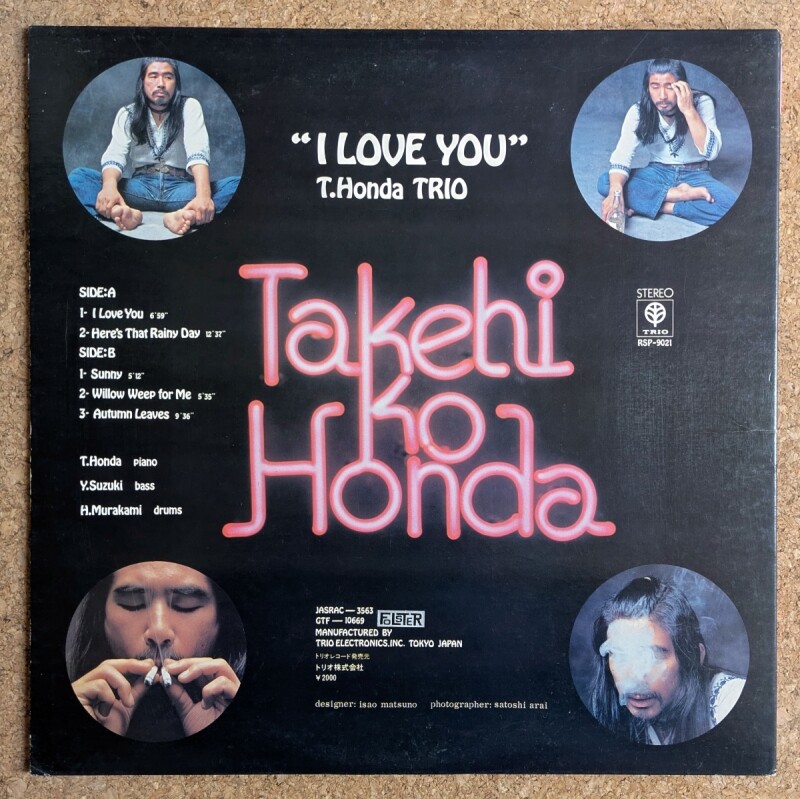 “I LOVE YOU”
T.Honda TRIO
Takehi
ko
Honda
SIDE:A
1- I Love You 6'59"
2- Here's That Rainy Day 12'37"
SIDE:B
1- Sunny 5'12"
2- Willow Weep for Me 5'35"
3- Autumn Leaves 9'36"
T.Honda piano
Y.Suzuki bass
H.Murakami drums
STEREO
TRIO
RSP-9021
JASRAC — 3563
GTF — 10669
MANUFACTURED BY
TRIO ELECTRONICS.INC. TOKYO JAPAN
トリオレコード発売元
トリオ株式会社
¥2000
designer: isao matsuno photographer: satoshi arai